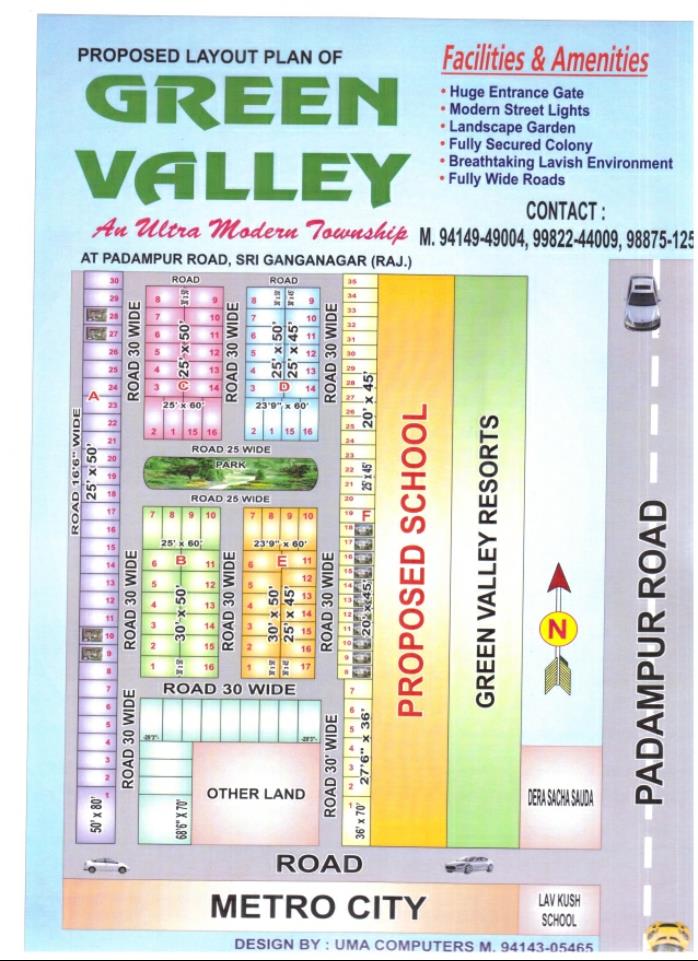 PROPOSED LAYOUT PLAN OF
GREEN
VALLEY
An Ultra Modern Township
AT PADAMPUR ROAD, SRI GANGANAGAR (RAJ.)
Facilities & Amenities
• Huge Entrance Gate
• Modern Street Lights
• Landscape Garden
• Fully Secured Colony
• Breathtaking Lavish Environment
• Fully Wide Roads
CONTACT :
M. 94149-49004, 99822-44009, 98875-125
ROAD 16'6" WIDE
30
29
28
27
26
25
24
A
23
22
21
20
19
18
17
16
15
14
13
12
11
10
9
8
7
6
5
4
3
2
1
25' x 50'
50' X 80'
ROAD 30 WIDE
ROAD 30 WIDE
ROAD 30 WIDE
ROAD
8 9
7 10
6 11
5 12
4 13
3 14
C
25' x 50'
25' x 60'
2 1 15 16
ROAD 30 WIDE
ROAD
8 9
7 10
6 11
5 12
4 13
3 14
D
25' x 50'
25' x 45'
23'9" x 60'
2 1 15 16
ROAD 30 WIDE
ROAD 25 WIDE
PARK
ROAD 25 WIDE
7 8 9 10
25' x 60'
B
6 11
5 12
4 13
3 14
2 15
1 16
30' x 50'
ROAD 30 WIDE
7 8 9 10
23'9" x 60'
E
6 11
5
4
3
2
1 17
30' x 50'
25' x 45'
ROAD 30 WIDE
ROAD 30 WIDE
ROAD 30' WIDE
OTHER LAND
68'6" X 70'
35
34
33
32
31
30
29
28
27
26
25
24
23
22
21
20
19
F
18
17
16
15
14
13
12
11
10
9
8
7
6
5
4
3
2
1
20' x 45'
25' x 45'
20' x 45'
27'6" x 36'
36' x 70'
PROPOSED SCHOOL
GREEN VALLEY RESORTS
N
DERA SACHA SAUDA
PADAMPUR ROAD
ROAD
METRO CITY
LAV KUSH
SCHOOL
DESIGN BY : UMA COMPUTERS M. 94143-05465